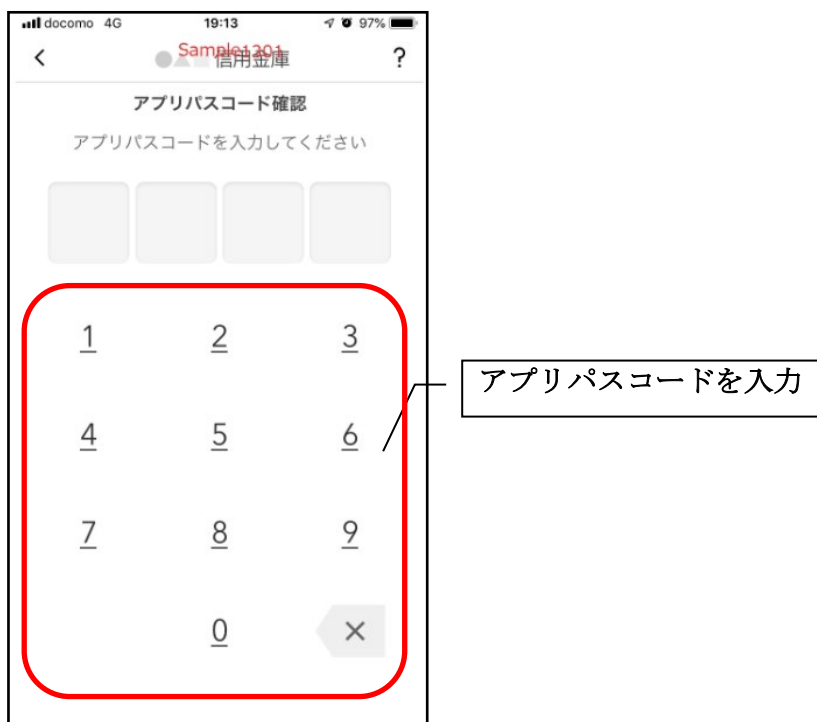 docomo 4G 19:13 97%
< Sample1201 ●▲■信用金庫 ?
アプリパスコード確認
アプリパスコードを入力してください
1 2 3
4 5 6
アプリパスコードを入力
7 8 9
0 ×